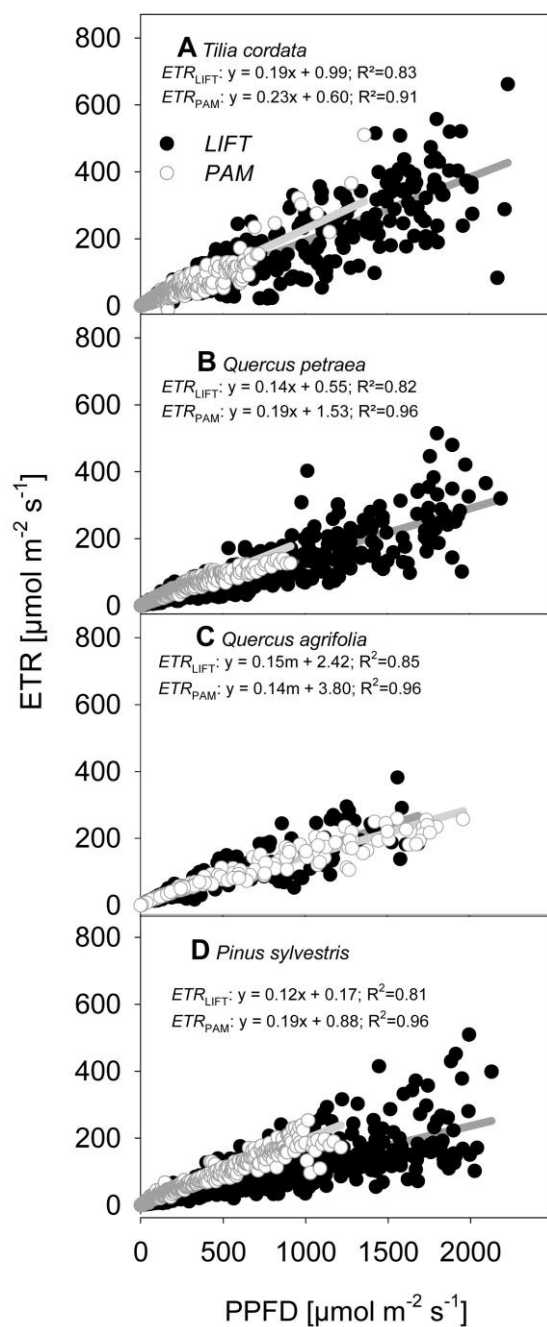 800
A Tilia cordata
ETR_LIFT: y = 0.19x + 0.99; R²=0.83
ETR_PAM: y = 0.23x + 0.60; R²=0.91
600
LIFT
PAM
400
200
0
B Quercus petraea
800
ETR_LIFT: y = 0.14x + 0.55; R²=0.82
ETR_PAM: y = 0.19x + 1.53; R²=0.96
600
400
200
0
C Quercus agrifolia
800
ETR_LIFT: y = 0.15m + 2.42; R²=0.85
ETR_PAM: y = 0.14m + 3.80; R²=0.96
600
400
200
0
800
D Pinus sylvestris
ETR_LIFT: y = 0.12x + 0.17; R²=0.81
ETR_PAM: y = 0.19x + 0.88; R²=0.96
600
400
200
0
ETR [µmol m⁻² s⁻¹]
0 500 1000 1500 2000
PPFD [µmol m⁻² s⁻¹]